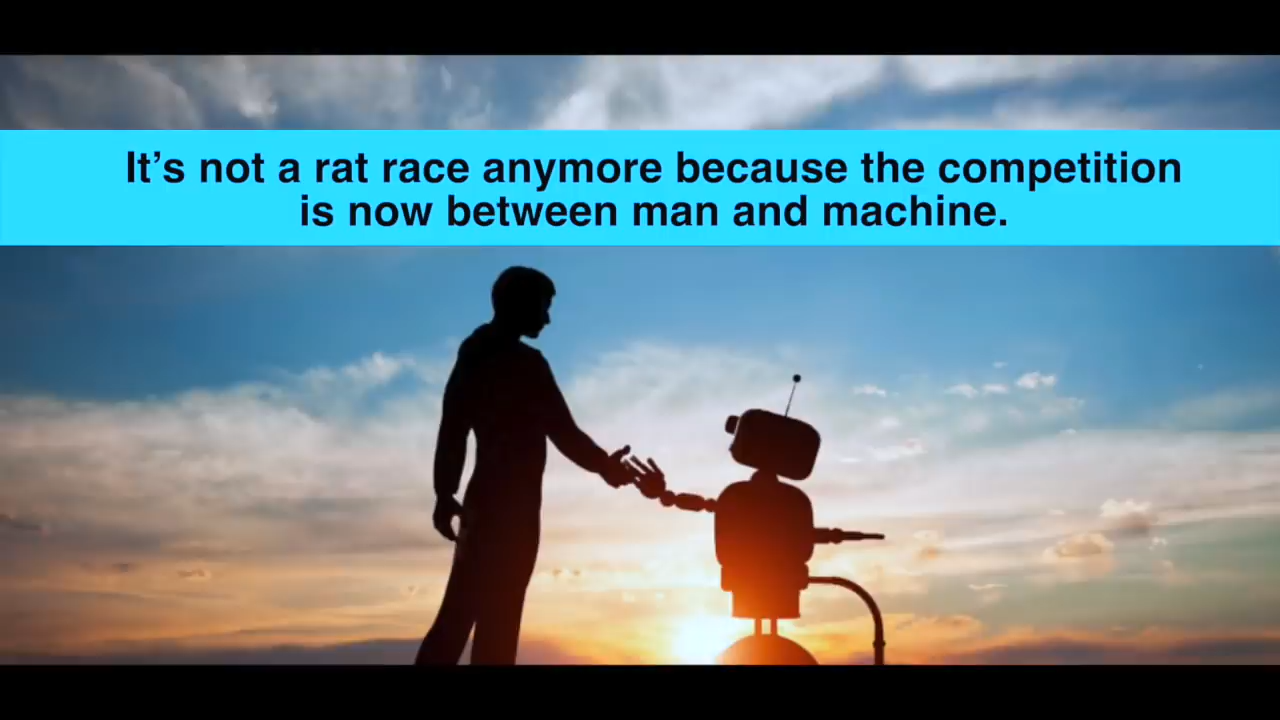 It’s not a rat race anymore because the competition
is now between man and machine.